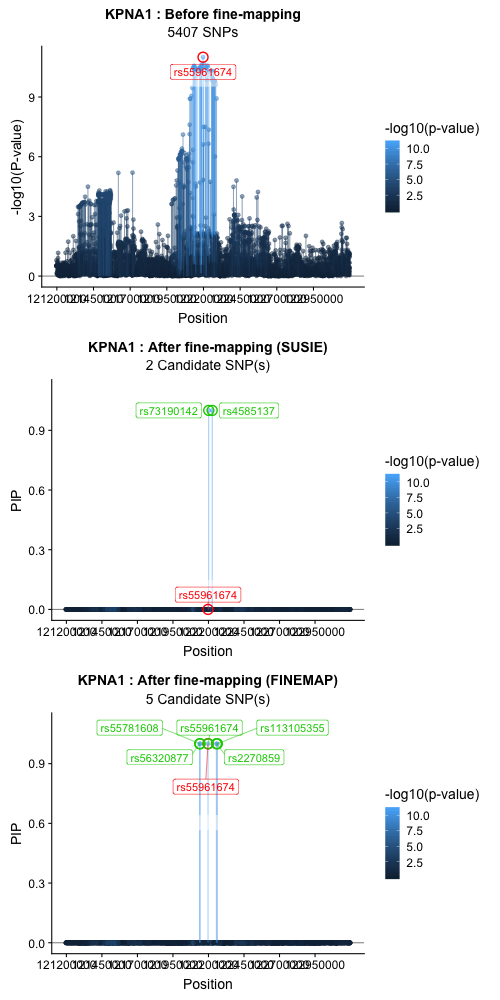 KPNA1 : Before fine-mapping
5407 SNPs
rs55961674
9
6
3
0
-log10(P-value)
Position
-log10(p-value)
10.0
7.5
5.0
2.5
KPNA1 : After fine-mapping (SUSIE)
2 Candidate SNP(s)
rs73190142
rs4585137
rs55961674
0.9
0.6
0.3
0.0
PIP
Position
-log10(p-value)
10.0
7.5
5.0
2.5
KPNA1 : After fine-mapping (FINEMAP)
5 Candidate SNP(s)
rs55781608
rs55961674
rs113105355
rs56320877
rs2270859
rs55961674
0.9
0.6
0.3
0.0
PIP
Position
-log10(p-value)
10.0
7.5
5.0
2.5